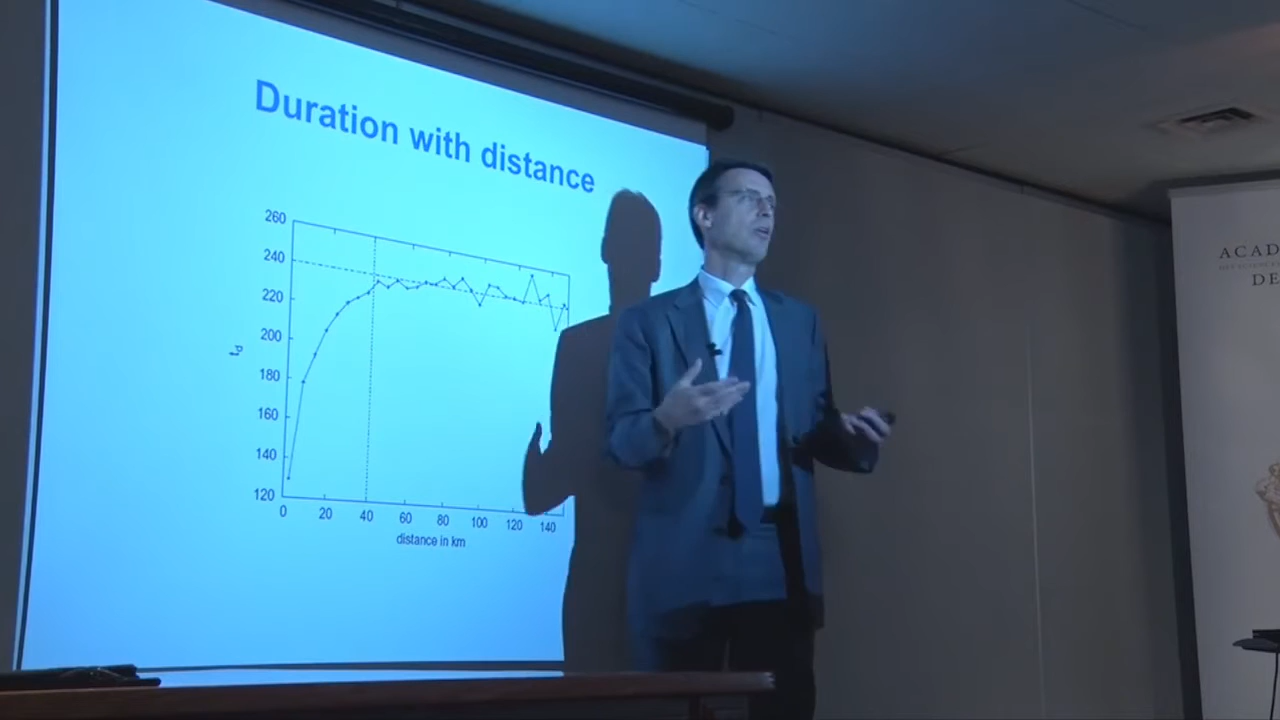 Duration with distance
260
240
220
200
180
160
140
120
t_d
0 20 40 60 80 100 120 140
distance in km
ACAD
DE